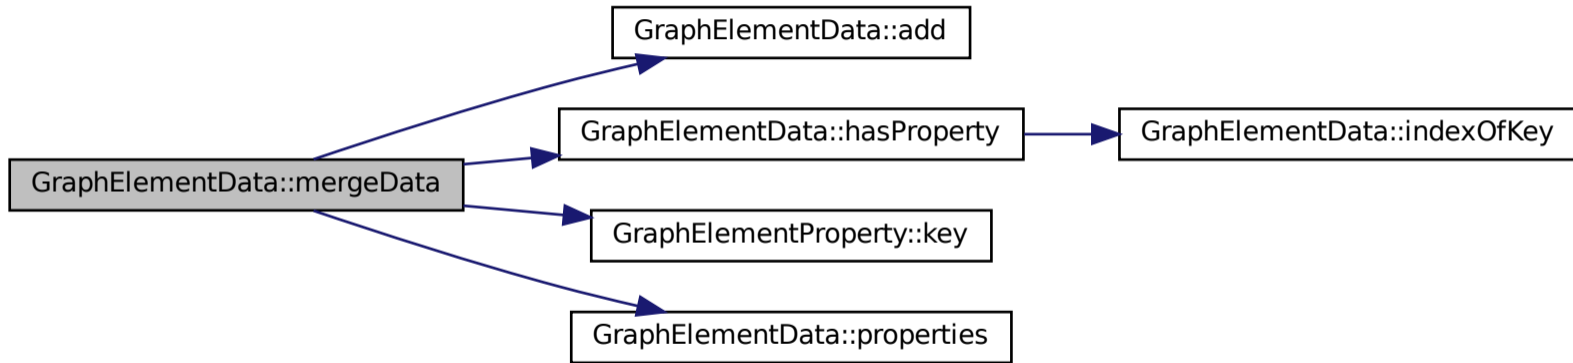 GraphElementData::add
GraphElementData::hasProperty
GraphElementData::indexOfKey
GraphElementData::mergeData
GraphElementProperty::key
GraphElementData::properties